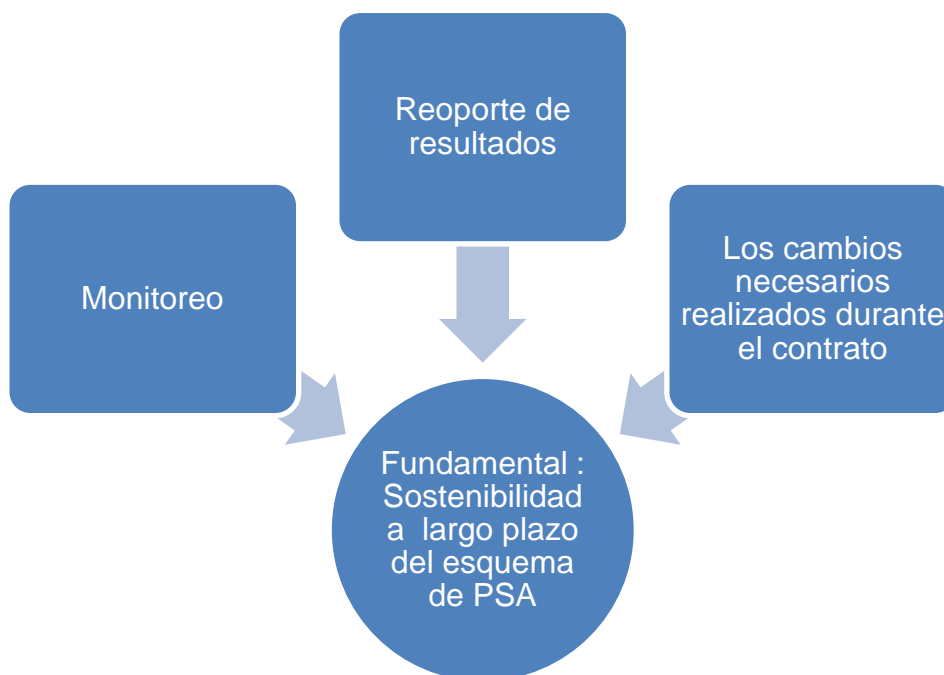 Reoporte de
resultados
Monitoreo
Los cambios
necesarios
realizados durante
el contrato
Fundamental :
Sostenibilidad
a largo plazo
del esquema
de PSA